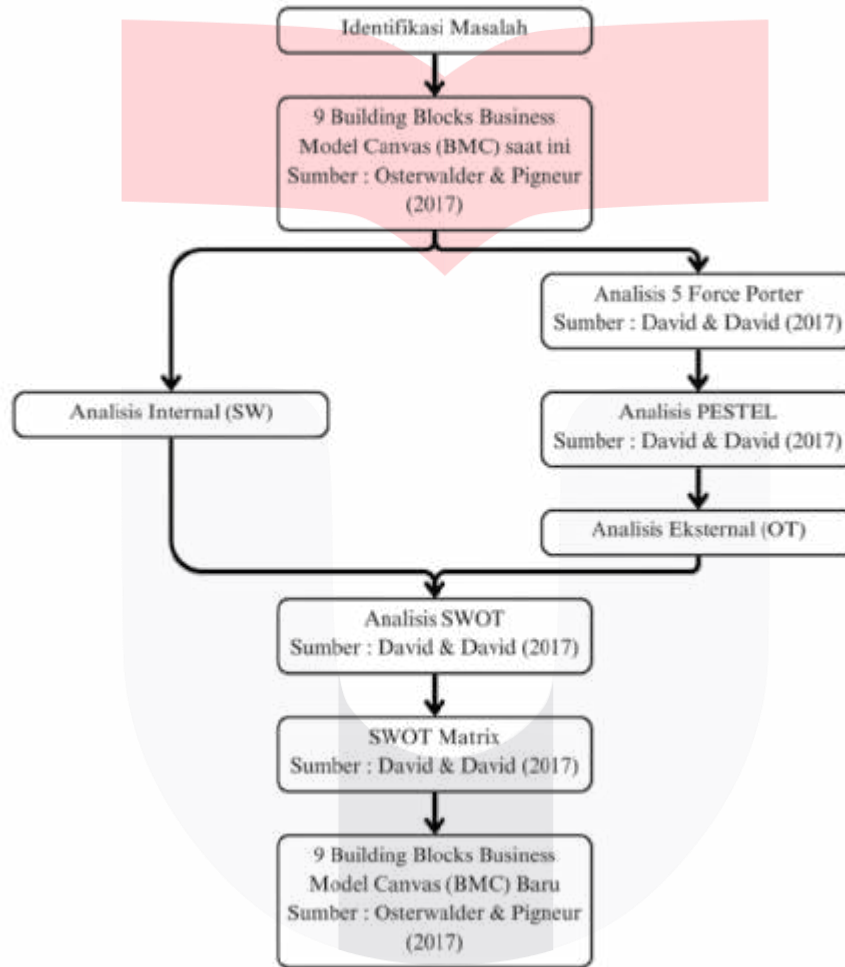 Identifikasi Masalah
9 Building Blocks Business
Model Canvas (BMC) saat ini
Sumber : Osterwalder & Pigneur
(2017)
Analisis 5 Force Porter
Sumber : David & David (2017)
Analisis Internal (SW)
Analisis PESTEL
Sumber : David & David (2017)
Analisis Eksternal (OT)
Analisis SWOT
Sumber : David & David (2017)
SWOT Matrix
Sumber : David & David (2017)
9 Building Blocks Business
Model Canvas (BMC) Baru
Sumber : Osterwalder & Pigneur
(2017)